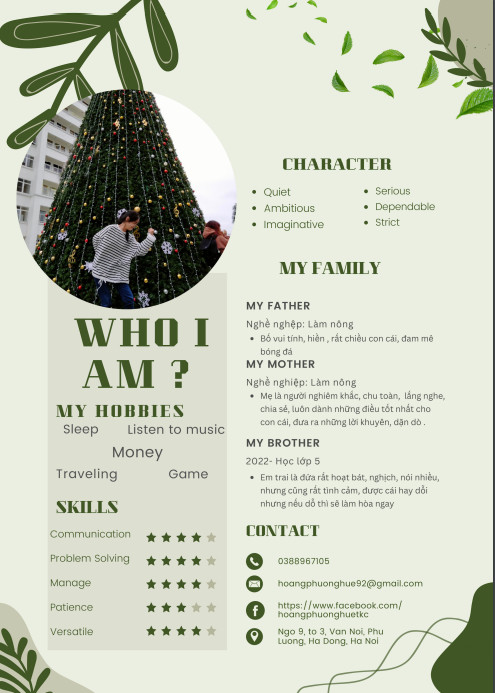 WHO I
AM ?
MY HOBBIES
Sleep Listen to music
Money
Traveling Game
SKILLS
Communication
Problem Solving
Manage
Patience
Versatile
CHARACTER
Quiet
Ambitious
Imaginative
Serious
Dependable
Strict
MY FAMILY
MY FATHER
Nghề nghệp: Làm nông
Bố vui tính, hiền , rất chiều con cái, đam mê
bóng đá
MY MOTHER
Nghề nghiệp: Làm nông
Mẹ là người nghiêm khắc, chu toàn, lắng nghe,
chia sẻ, luôn dành những điều tốt nhất cho
con cái, đưa ra những lời khuyên, dặn dò .
MY BROTHER
2022- Học lớp 5
Em trai là đứa rất hoạt bát, nghịch, nói nhiều,
nhưng cũng rất tình cảm, được cái hay dỗi
nhưng nếu dỗ thì sẽ làm hòa ngay
CONTACT
0388967105
hoangphuonghue92@gmail.com
https://www.facebook.com/
hoangphuonghuetkc
Ngo 9, to 3, Van Noi, Phu
Luong, Ha Dong, Ha Noi